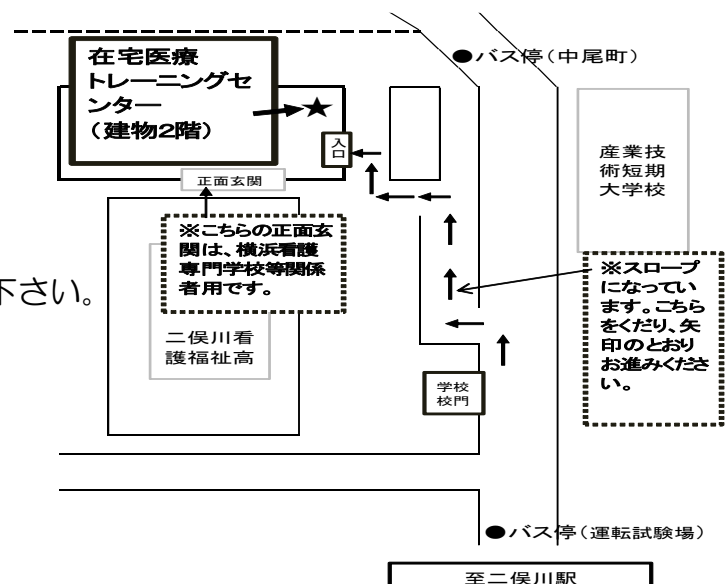 在宅医療
トレーニングセ
ンター
(建物2階)
●バス停(中尾町)
入口
産業技
術短期
大学校
正面玄関
※こちらの正面玄
関は、横浜看護
専門学校等関係
者用です。
下さい。
二俣川看
護福祉高
※スロープ
になってい
ます。こちら
をくだり、矢
印のとおり
お進みくださ
い。
学校
校門
●バス停(運転試験場)
至二俣川駅